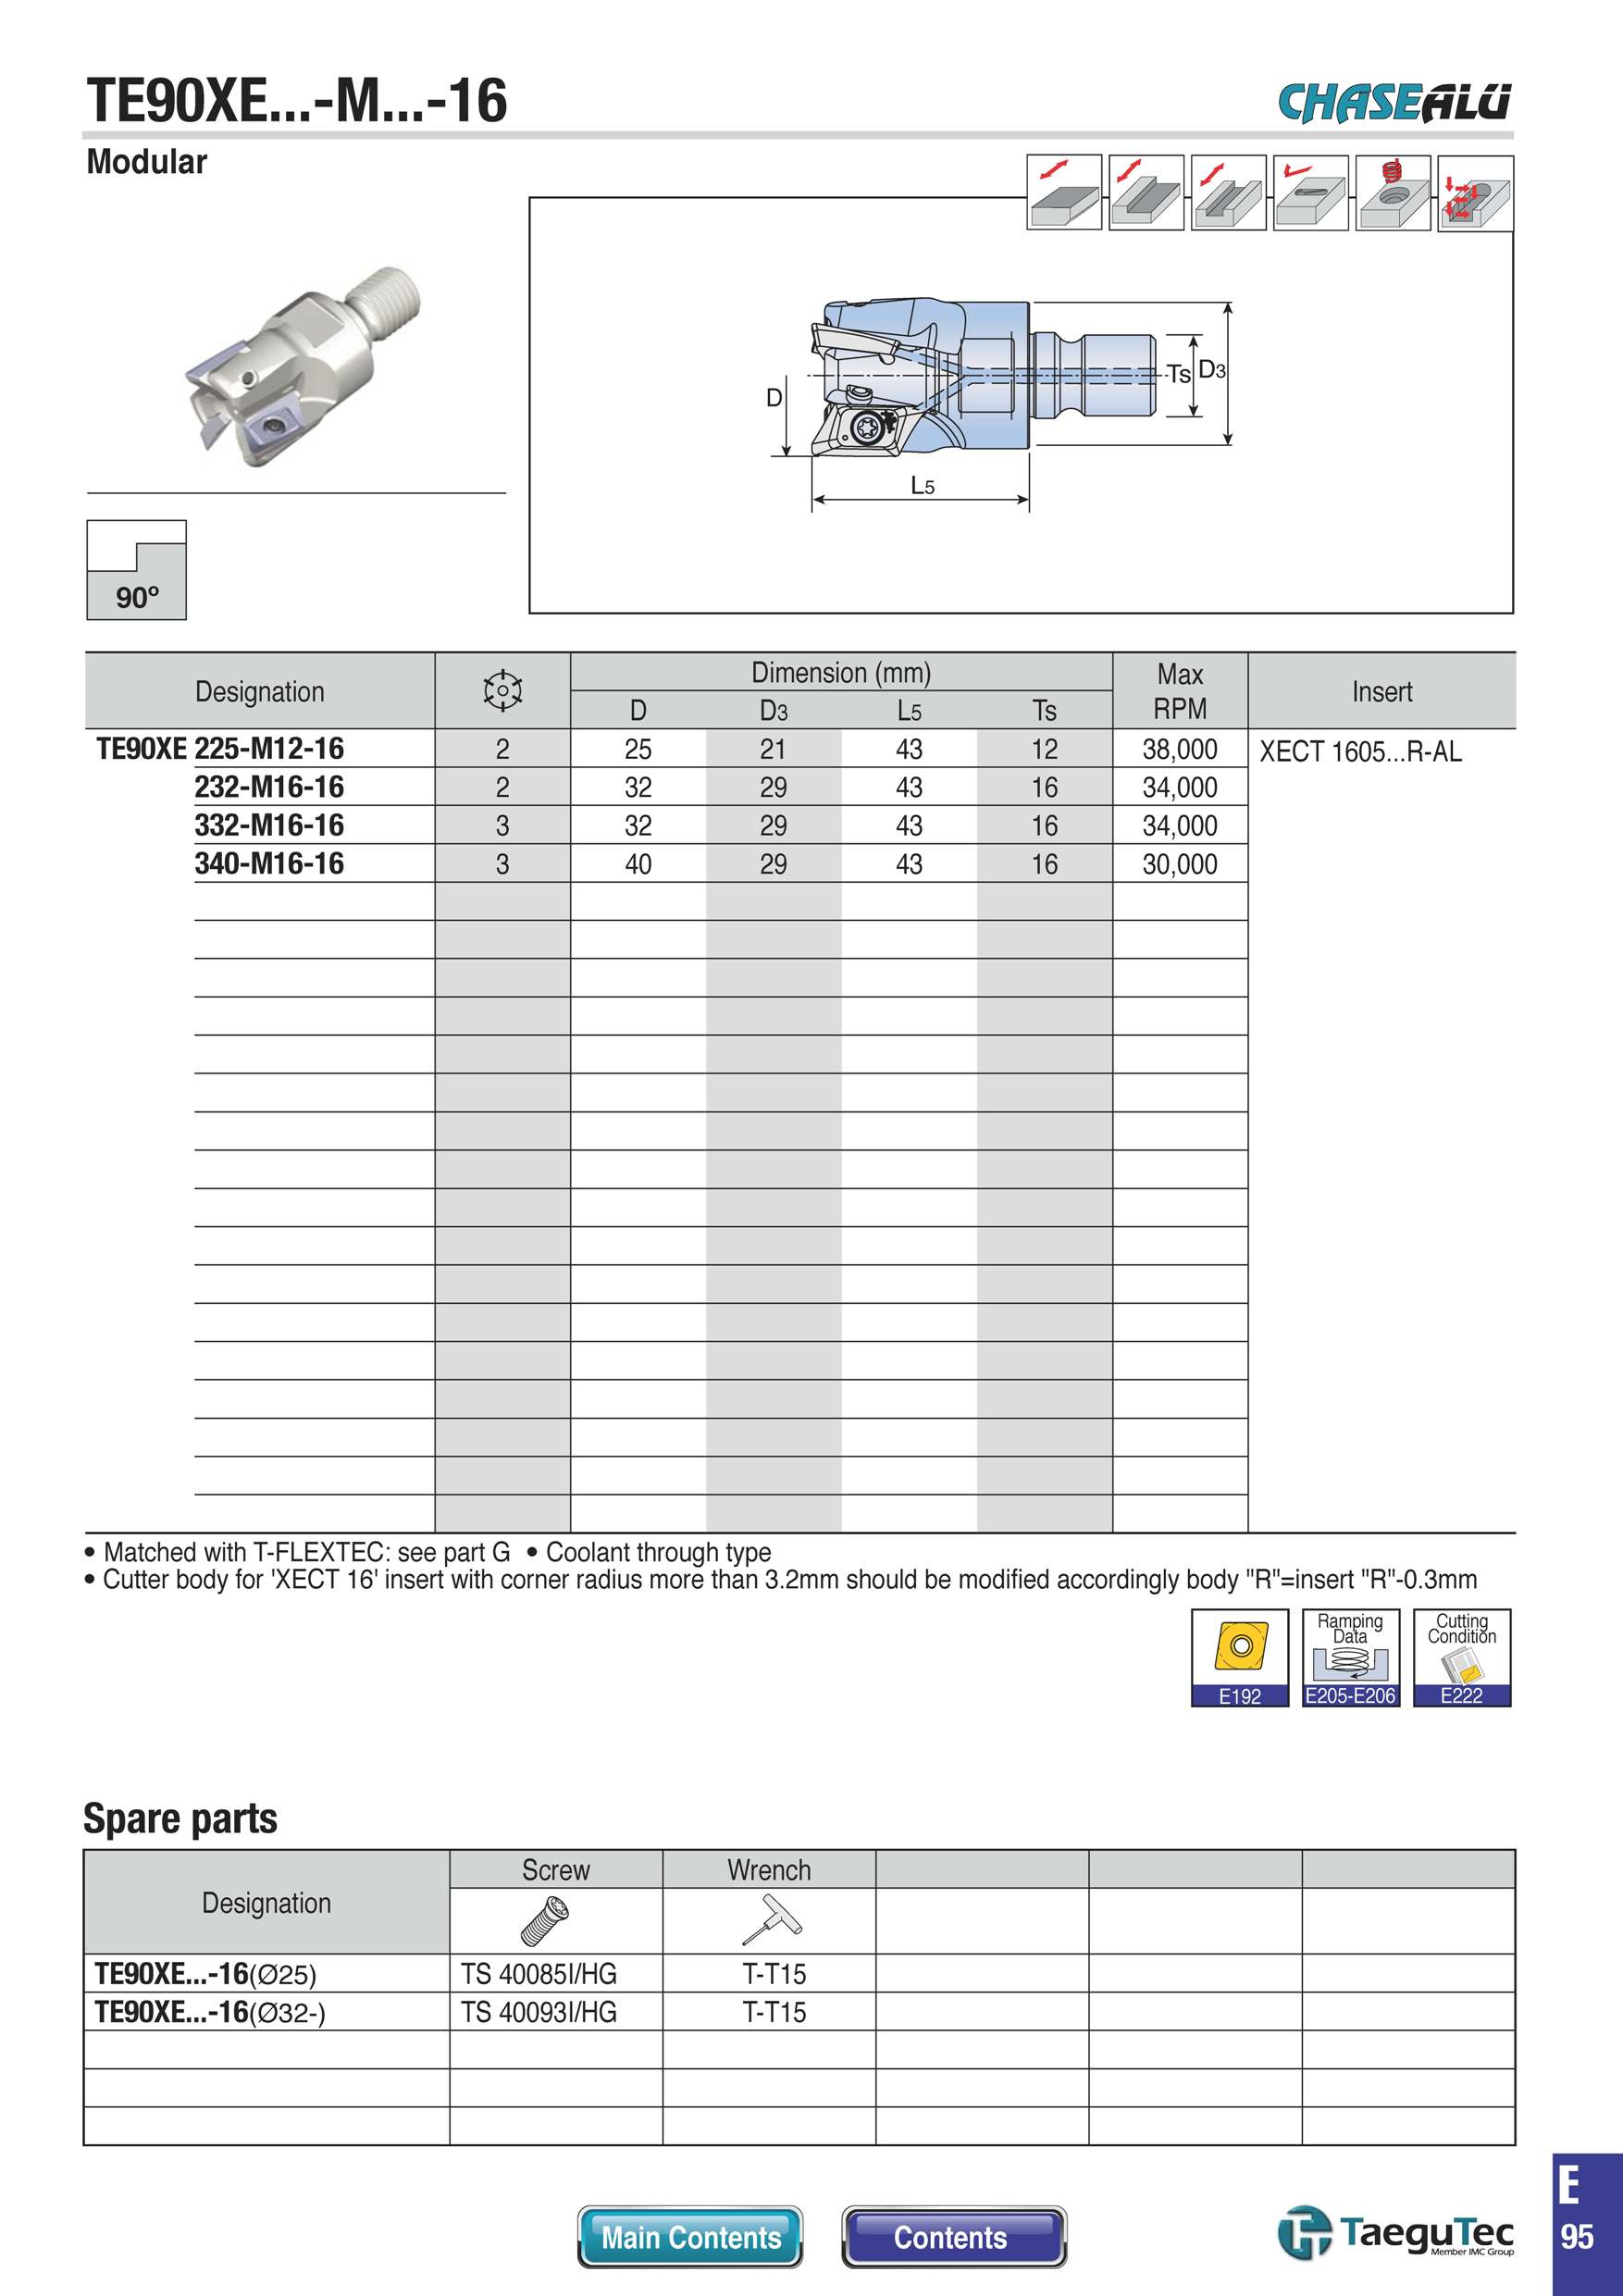 TE90XE...-M...-16
CHASEALU
Modular
D
L5
Ts
D3
90º
Designation
Dimension (mm)
Max RPM
Insert
D D3 L5 Ts
TE90XE 225-M12-16 2 25 21 43 12 38,000 XECT 1605...R-AL
232-M16-16 2 32 29 43 16 34,000
332-M16-16 3 32 29 43 16 34,000
340-M16-16 3 40 29 43 16 30,000
• Matched with T-FLEXTEC: see part G • Coolant through type
• Cutter body for 'XECT 16' insert with corner radius more than 3.2mm should be modified accordingly body "R"=insert "R"-0.3mm
E192
Ramping
Data
E205-E206
Cutting
Condition
E222
Spare parts
Designation
Screw Wrench
TE90XE...-16(Ø25) TS 40085I/HG T-T15
TE90XE...-16(Ø32-) TS 40093I/HG T-T15
Main Contents
Contents
TaeguTec
Member IMC Group
E
95